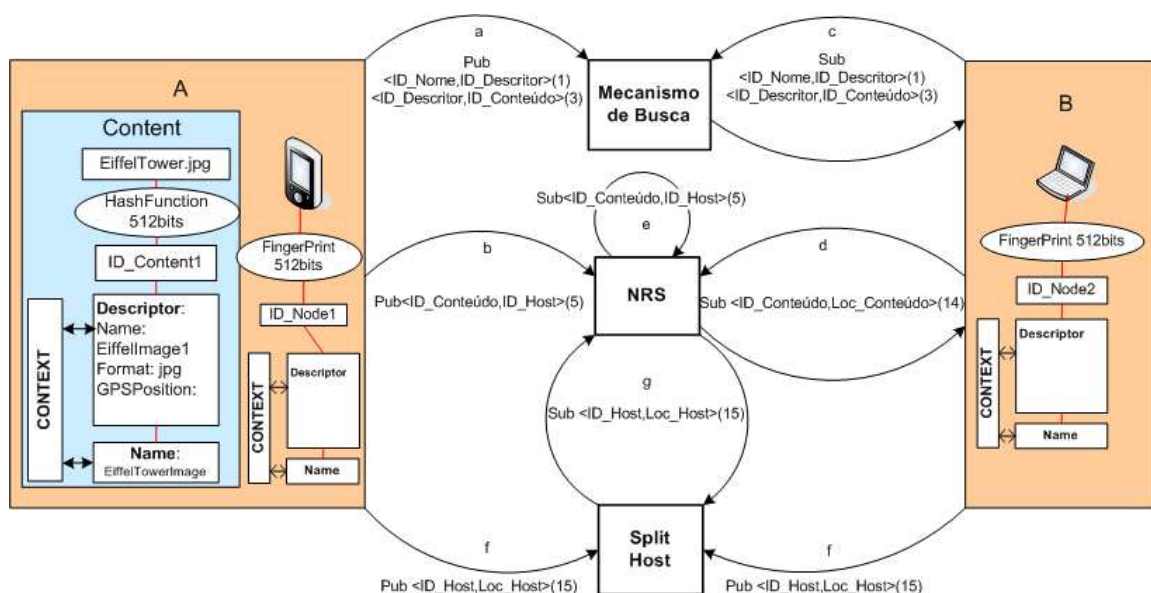 a
Pub
<ID_Nome,ID_Descritor>(1)
<ID_Descritor,ID_Conteúdo>(3)
Mecanismo
de Busca
c
Sub
<ID_Nome,ID_Descritor>(1)
<ID_Descritor,ID_Conteúdo>(3)
A
Content
EiffelTower.jpg
HashFunction
512bits
ID_Content1
Descriptor:
Name:
EiffelImage1
Format: jpg
GPSPosition:
CONTEXT
Name:
EiffelTowerImage
FingerPrint
512bits
ID_Node1
Descriptor
CONTEXT
Name
Sub<ID_Conteúdo,ID_Host>(5)
e
b
Pub<ID_Conteúdo,ID_Host>(5)
NRS
d
Sub <ID_Conteúdo,Loc_Conteúdo>(14)
g
Sub <ID_Host,Loc_Host>(15)
Split
Host
f
Pub <ID_Host,Loc_Host>(15)
f
Pub <ID_Host,Loc_Host>(15)
B
FingerPrint 512bits
ID_Node2
Descriptor
CONTEXT
Name